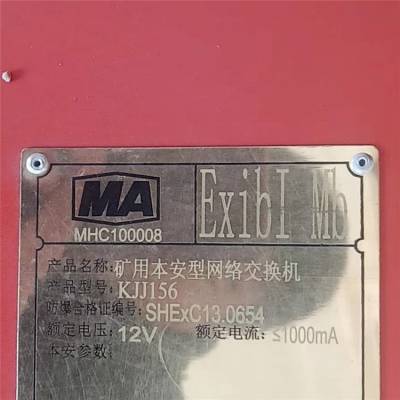 MA
ExibI Mb
MHC100008
产品名称: 矿用本安型网络交换机
产品型号: KJJ156
防爆合格证编号: SHExC13.0654
额定电压: 12V 额定电流: ≤1000mA
本安参数: